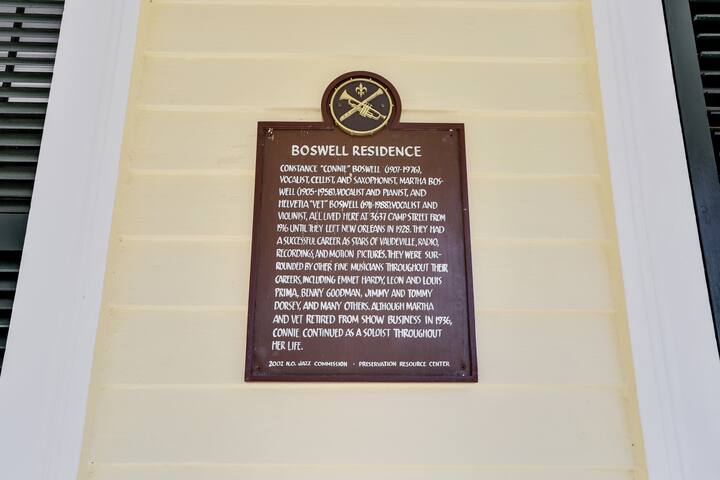 BOSWELL RESIDENCE
CONSTANCE "CONNIE" BOSWELL (1907-1976),
VOCALIST, CELLIST, AND SAXOPHONIST, MARTHA BOS-
WELL (1905-1958), VOCALIST AND PIANIST, AND
HELVETIA "VET" BOSWELL (1911-1988), VOCALIST AND
VIOLINIST, ALL LIVED HERE AT 3637 CAMP STREET FROM
1916 UNTIL THEY LEFT NEW ORLEANS IN 1928. THEY HAD
A SUCCESSFUL CAREER AS STARS OF VAUDEVILLE, RADIO,
RECORDINGS, AND MOTION PICTURES. THEY WERE SUR-
ROUNDED BY OTHER FINE MUSICIANS THROUGHOUT THEIR
CAREERS, INCLUDING EMMET HARDY, LEON AND LOUIS
PRIMA, BENNY GOODMAN, JIMMY AND TOMMY
DORSEY, AND MANY OTHERS. ALTHOUGH MARTHA
AND VET RETIRED FROM SHOW BUSINESS IN 1936,
CONNIE CONTINUED AS A SOLOIST THROUGHOUT
HER LIFE.
2002 N.O. JAZZ COMMISSION - PRESERVATION RESOURCE CENTER